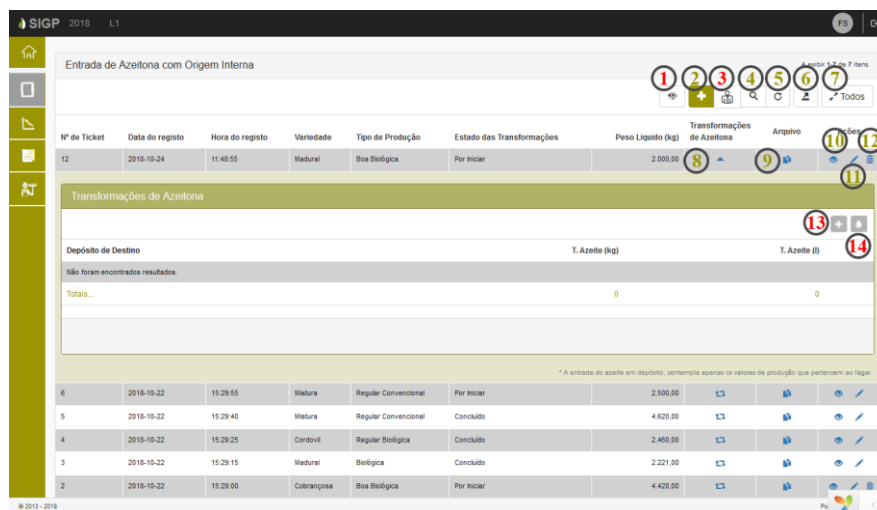 SIGP 2018 L1 FS
Entrada de Azeitona com Origem Interna
A exibir 1-7 de 7 itens.
1 2 3 4 5 6 7
Todos
Nº de Ticket Data do registo Hora do registo Variedade Tipo de Produção Estado das Transformações Peso Liquido (kg) Transformações de Azeitona Arquivo Ações
10 12
12 2018-10-24 11:48:55 Madural Boa Biológica Por Iniciar 2.000,00 8 9
11
Transformações de Azeitona
13
14
Depósito de Destino T. Azeite (kg) T. Azeite (l)
Não foram encontrados resultados.
Totais... 0 0
* A entrada do azeite em depósito, contempla apenas os valores de produção que pertencem ao lagar.
6 2018-10-22 15:29:55 Mistura Regular Convencional Por Iniciar 2.500,00
5 2018-10-22 15:29:40 Mistura Regular Convencional Concluído 4.620,00
4 2018-10-22 15:29:25 Cordovil Regular Biológica Concluído 2.460,00
3 2018-10-22 15:29:15 Madural Biológica Concluído 2.221,00
2 2018-10-22 15:29:00 Cobrançosa Boa Biológica Por Iniciar 4.420,00
© 2013 - 2018